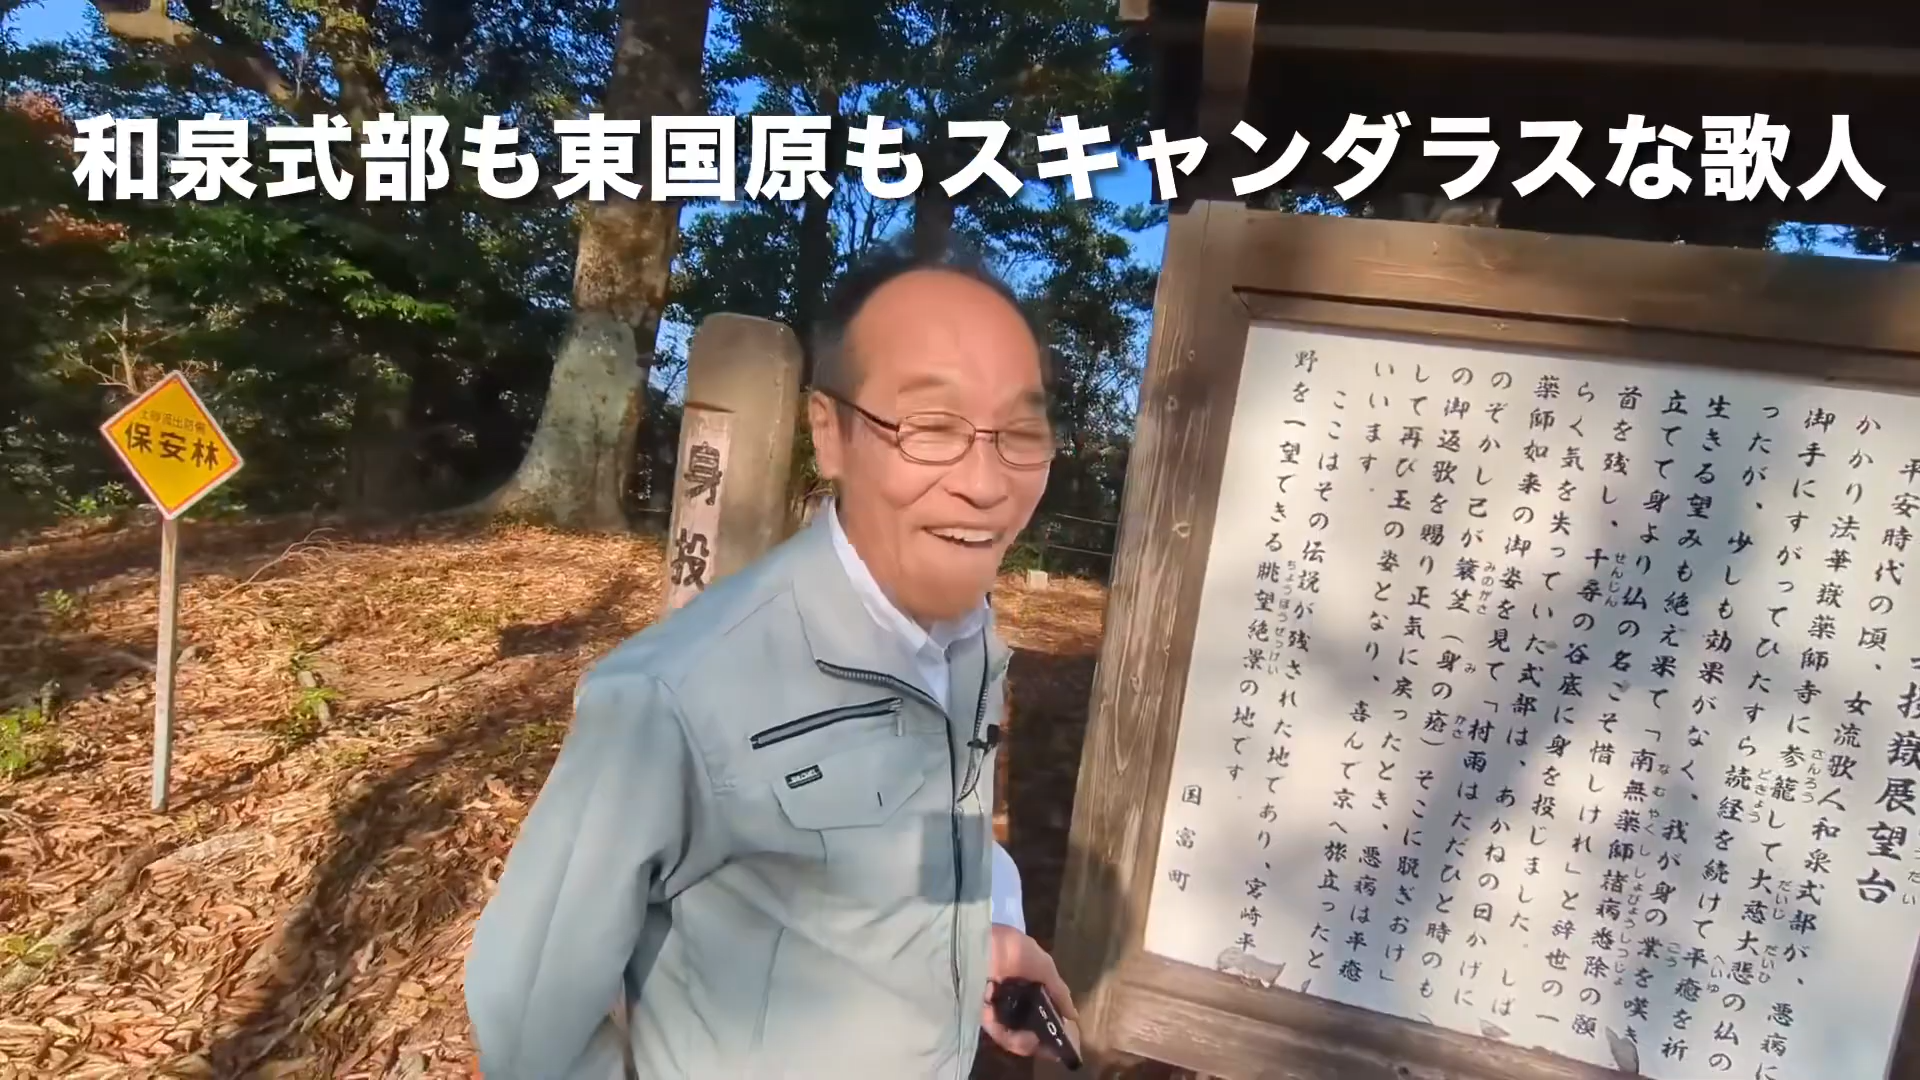 和泉式部も東国原もスキャンダラスな歌人
保安林
身投
嶽展望台
平安時代の頃、女流歌人和泉式部が、悪病に
かかり法華嶽薬師寺に参籠して大慈大悲の仏の
御手にすがってひたすら読経を続けて平癒を祈
ったが、少しも効果がなく、我が身の業を嘆き
生きる望みも絶え果て「南無薬師諸病悉除の願
立てて身より仏の名こそ惜しけれ」と辞世の一
首を残し、千尋の谷底に身を投じました。しば
らく気を失っていた式部は、あかねの日かげに
薬師如来の御姿を見て「村雨はただひと時のも
のぞかし己が簑笠（身の瘡）そこに脱ぎおけ」
の御返歌を賜り正気に戻ったとき、悪病は平癒
して再び玉の姿となり、喜んで京へ旅立ったと
いいます。
ここはその伝説が残された地であり、宮崎平
野を一望できる眺望絶景の地です。
国富町